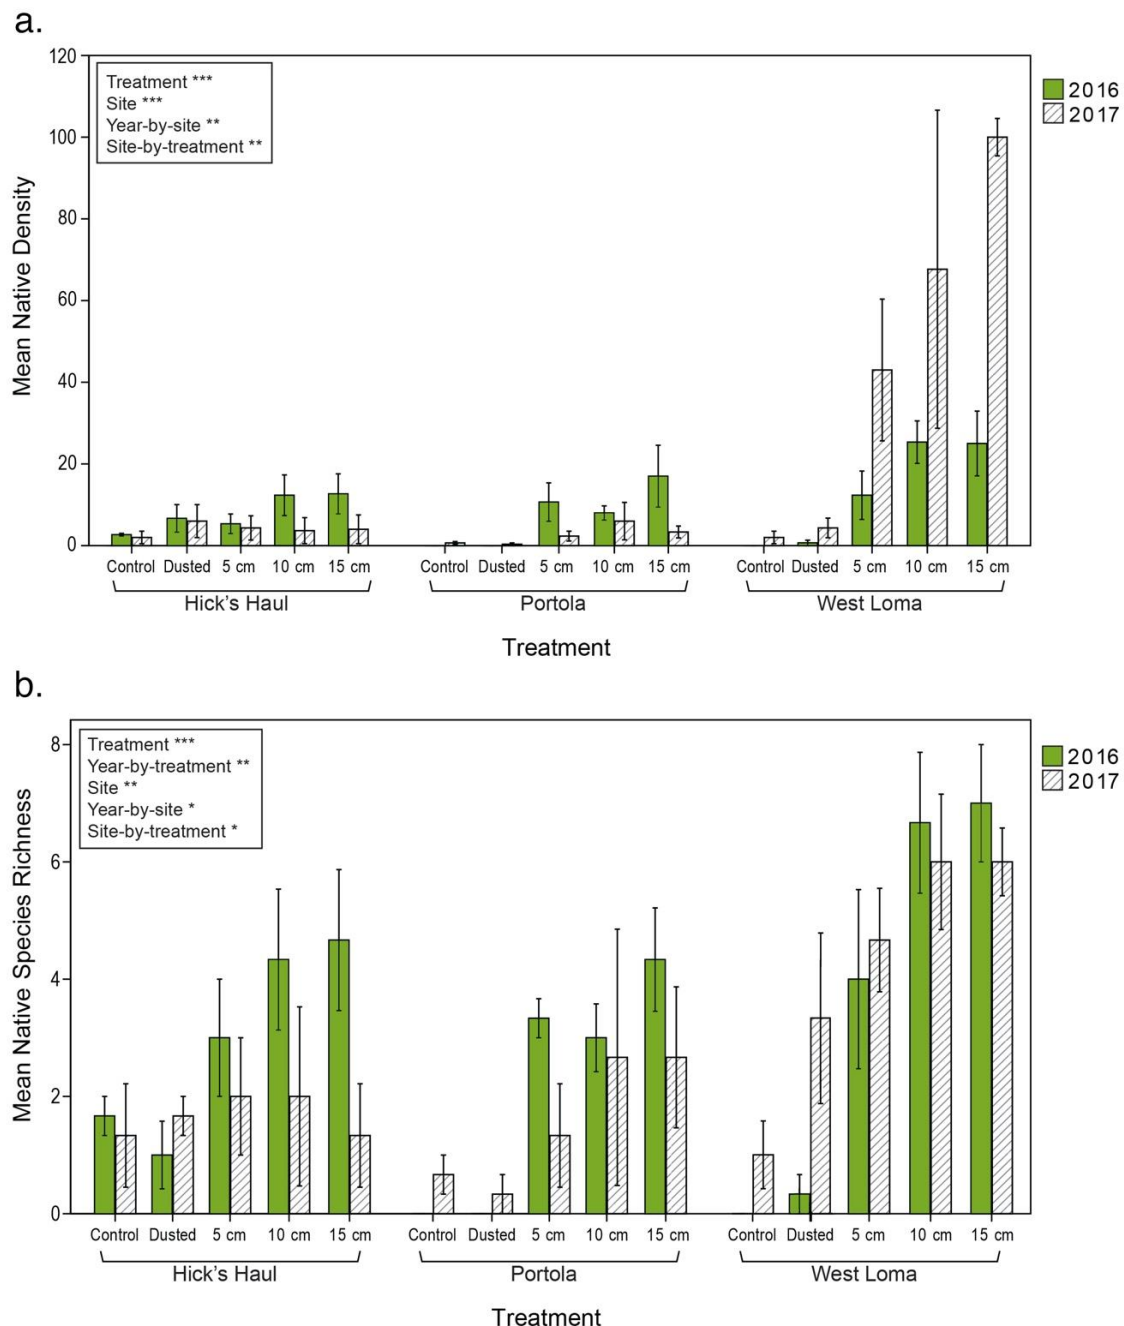 a.
120
100
80
60
40
20
0
Mean Native Density
Treatment ***
Site ***
Year-by-site **
Site-by-treatment **
2016
2017
Control Dusted 5 cm 10 cm 15 cm Control Dusted 5 cm 10 cm 15 cm Control Dusted 5 cm 10 cm 15 cm
Hick's Haul Portola West Loma
Treatment
b.
8
6
4
2
0
Mean Native Species Richness
Treatment ***
Year-by-treatment **
Site **
Year-by-site *
Site-by-treatment *
2016
2017
Control Dusted 5 cm 10 cm 15 cm Control Dusted 5 cm 10 cm 15 cm Control Dusted 5 cm 10 cm 15 cm
Hick's Haul Portola West Loma
Treatment